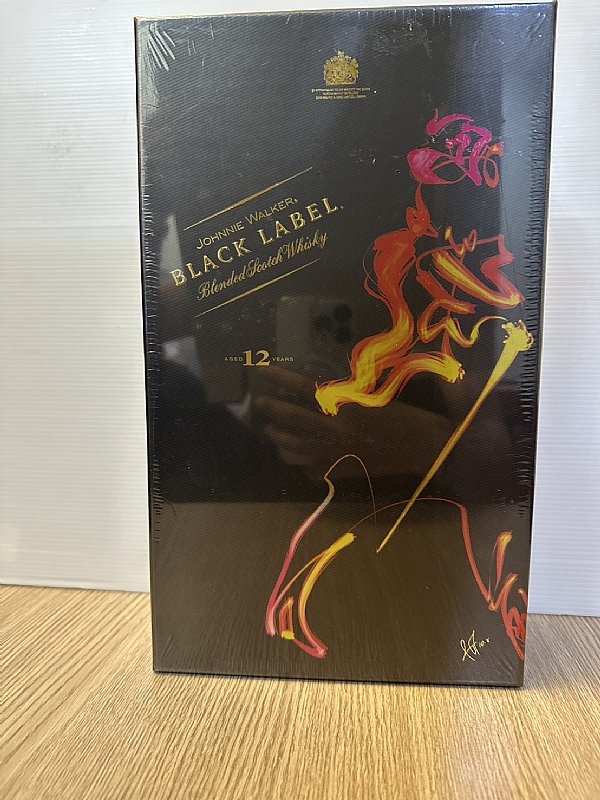 JOHNNIE WALKER®
BLACK LABEL®
Blended Scotch Whisky
AGED 12 YEARS